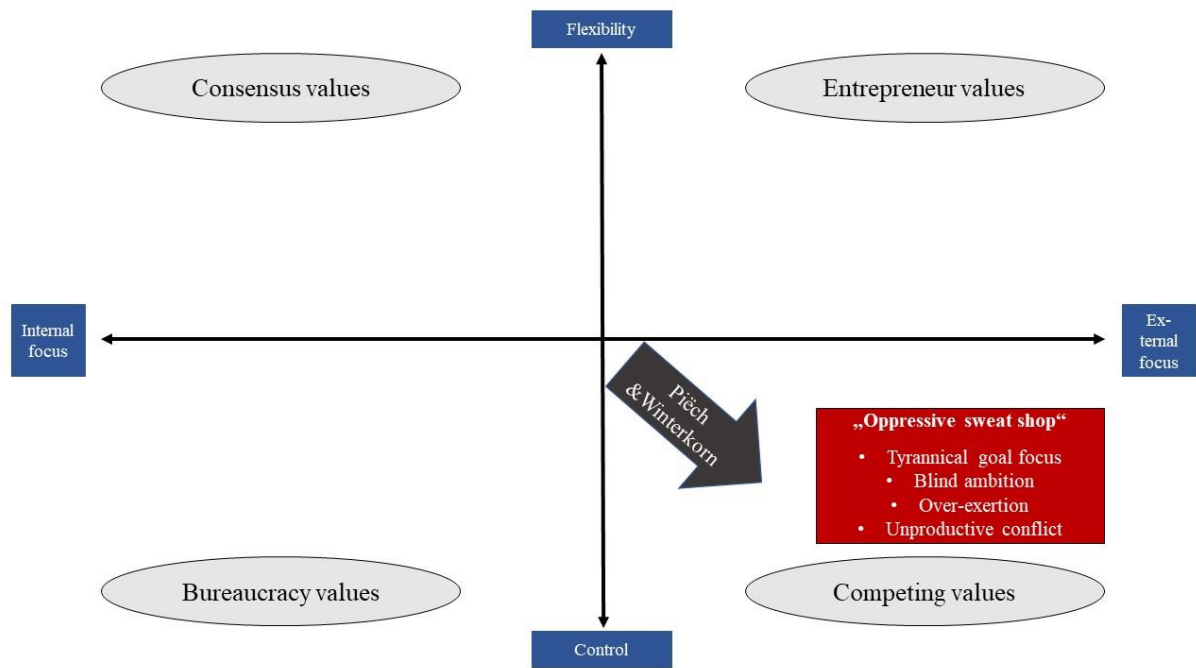 Flexibility
Consensus values
Entrepreneur values
Internal
focus
Ex-
ternal
focus
Piëch
&Winterkorn
„Oppressive sweat shop“
• Tyrannical goal focus
• Blind ambition
• Over-exertion
• Unproductive conflict
Bureaucracy values
Competing values
Control